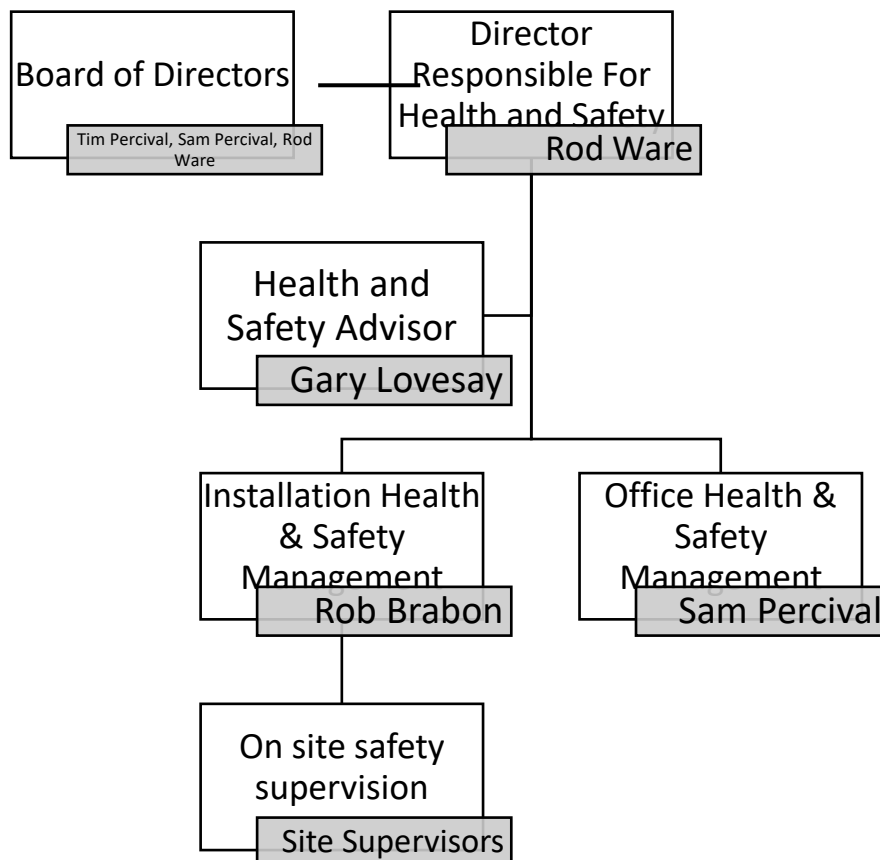 Board of Directors
Tim Percival, Sam Percival, Rod
Ware
Director
Responsible For
Health and Safety
Rod Ware
Health and
Safety Advisor
Gary Lovesay
Installation Health
& Safety
Management
Rob Brabon
Office Health &
Safety
Management
Sam Percival
On site safety
supervision
Site Supervisors